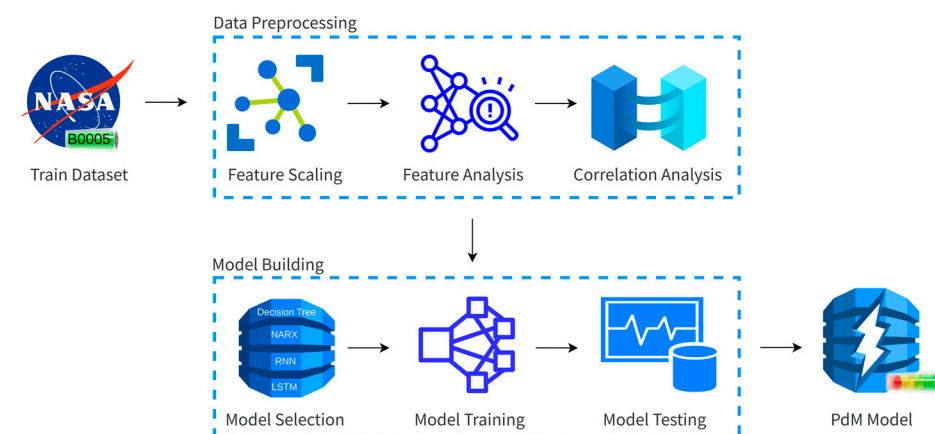 Data Preprocessing
NASA
B0005
Train Dataset
Feature Scaling
Feature Analysis
Correlation Analysis
Model Building
Decision Tree
NARX
RNN
LSTM
Model Selection
Model Training
Model Testing
PdM Model